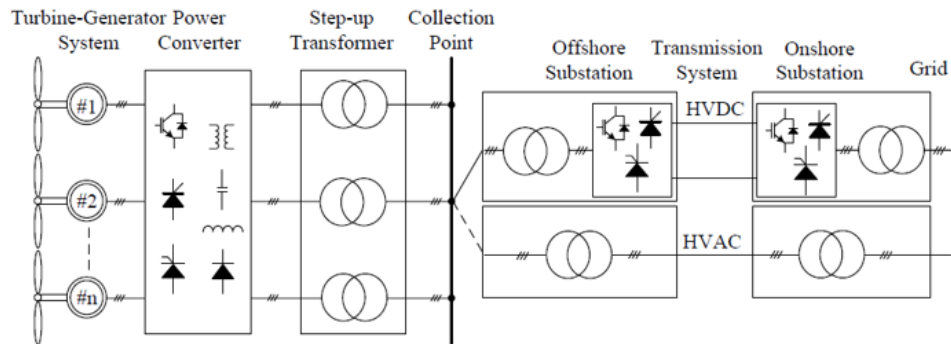 Turbine-Generator
System
Power
Converter
Step-up
Transformer
Collection
Point
Offshore
Substation
Transmission
System
Onshore
Substation
Grid
#1
#2
#n
HVDC
HVAC